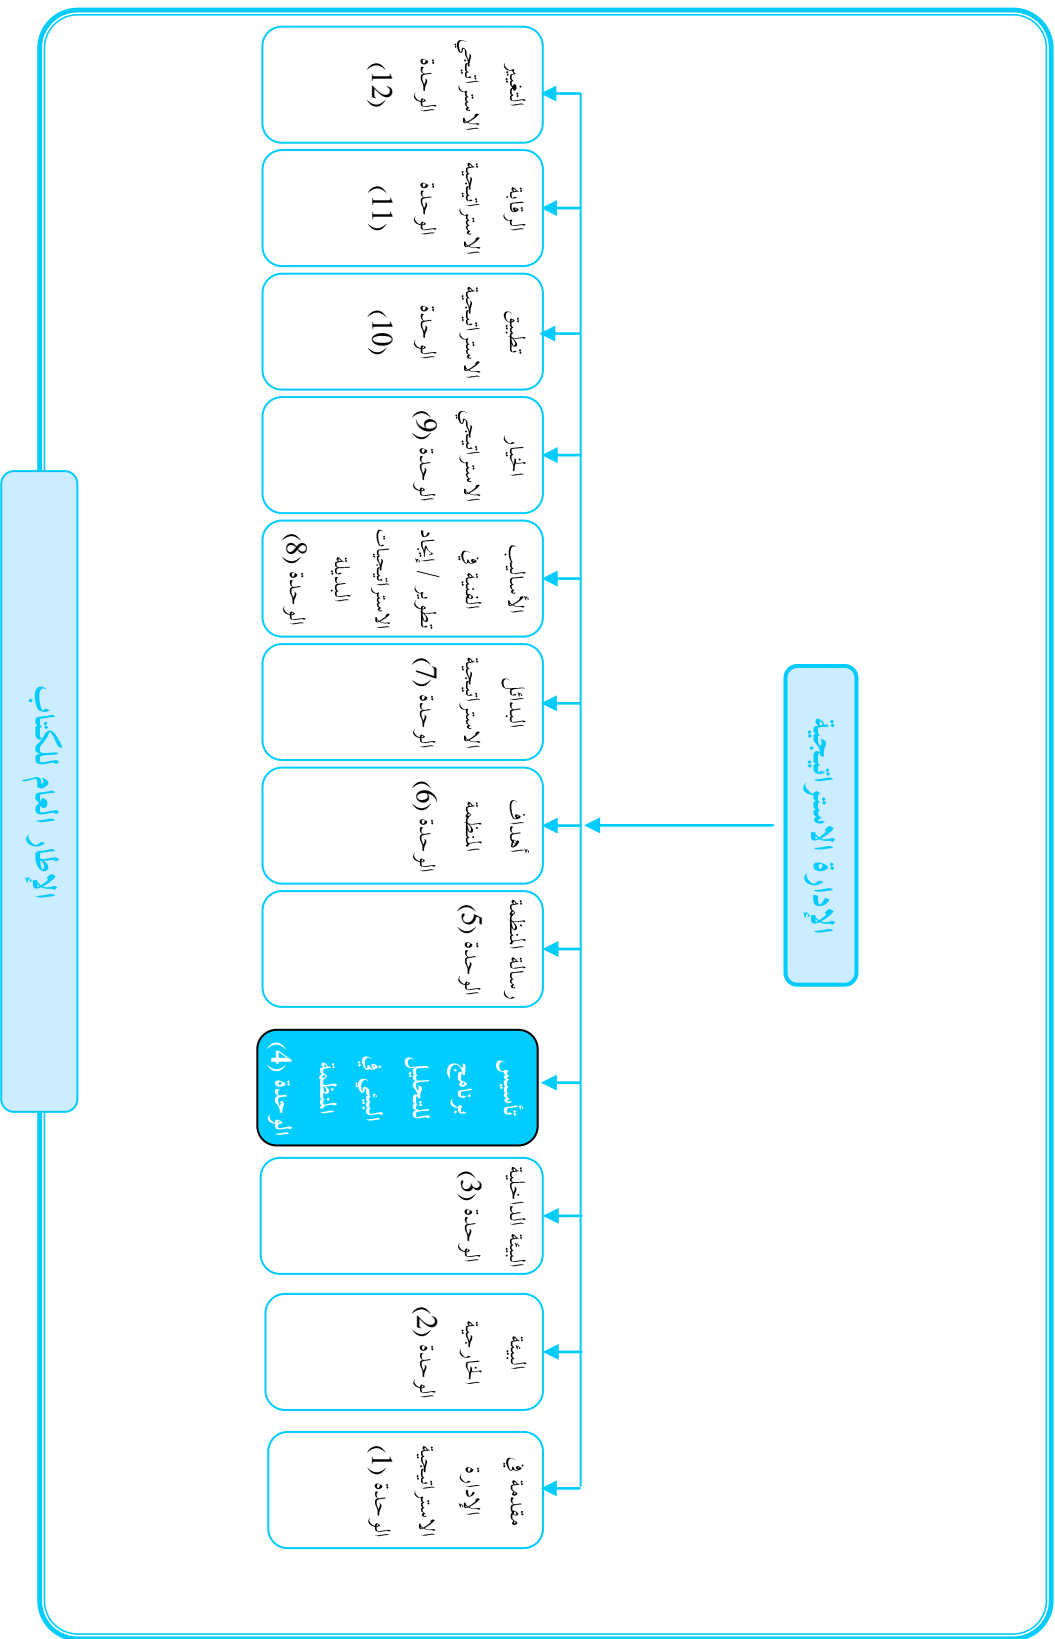 الإدارة الاستراتيجية
مقدمة في
الإدارة
الاستراتيجية
الوحدة (1)
البيئة
الخارجية
الوحدة (2)
البيئة الداخلية
الوحدة (3)
تأسيس
برنامج
للتحليل
البيئي في
المنظمة
الوحدة (4)
رسالة المنظمة
الوحدة (5)
أهداف
المنظمة
الوحدة (6)
البدائل
الاستراتيجية
الوحدة (7)
الأساليب
الفنية في
تطوير / إيجاد
الاستراتيجيات
البديلة
الوحدة (8)
الخيار
الاستراتيجي
الوحدة (9)
تطبيق
الاستراتيجية
الوحدة
(10)
الرقابة
الاستراتيجية
الوحدة
(11)
التغيير
الاستراتيجي
الوحدة
(12)
الإطار العام للكتاب